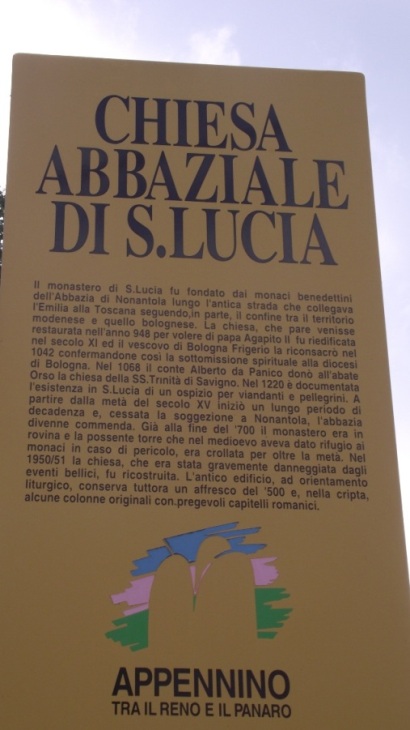 CHIESA
ABBAZIALE
DI S.LUCIA
Il monastero di S.Lucia fu fondato dai monaci benedettini
dell'Abbazia di Nonantola lungo l'antica strada che collegava
l'Emilia alla Toscana seguendo,in parte, il confine tra il territorio
modenese e quello bolognese. La chiesa, che pare venisse
restaurata nell'anno 948 per volere di papa Agapito II fu riedificata
nel secolo XI ed il vescovo di Bologna Frigerio la riconsacrò nel
1042 confermandone così la sottomissione spirituale alla diocesi
di Bologna. Nel 1068 il conte Alberto da Panico donò all'abate
Orso la chiesa della SS.Trinità di Savigno. Nel 1220 è documentata
l'esistenza in S.Lucia di un ospizio per viandanti e pellegrini. A
partire dalla metà del secolo XV iniziò un lungo periodo di
decadenza e, cessata la soggezione a Nonantola, l'abbazia
divenne commenda. Già alla fine del '700 il monastero era in
rovina e la possente torre che nel medioevo aveva dato rifugio ai
monaci in caso di pericolo, era crollata per oltre la meta. Nel
1950/51 la chiesa, che era stata gravemente danneggiata dagli
eventi bellici, fu ricostruita. L'antico edificio, ad orientamento
liturgico, conserva tuttora un affresco del '500 e, nella cripta,
alcune colonne originali con.pregevoli capitelli romanici.
APPENNINO
TRA IL RENO E IL PANARO